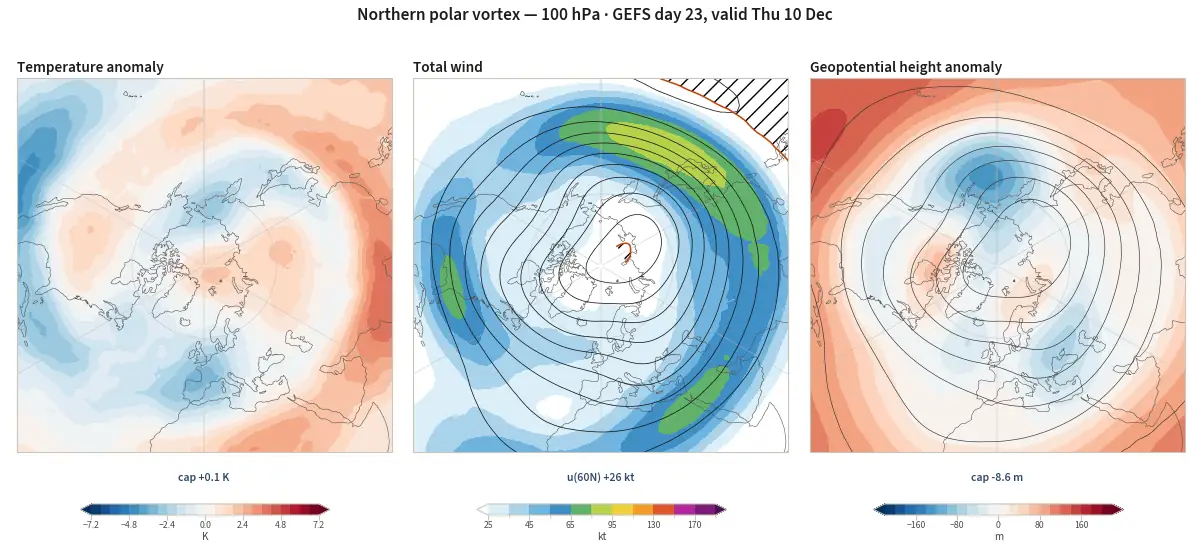 Northern polar vortex — 100 hPa · GEFS day 23, valid Thu 10 Dec
Temperature anomaly
Total wind
Geopotential height anomaly
cap +0.1 K
u(60N) +26 kt
cap -8.6 m
−7.2 −4.8 −2.4 0.0 2.4 4.8 7.2
K
25 45 65 95 130 170
kt
−160 −80 0 80 160
m